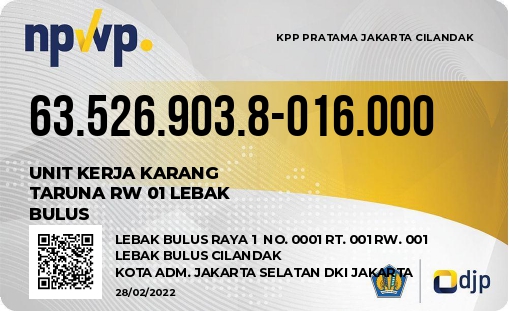 npwp.
KPP PRATAMA JAKARTA CILANDAK
63.526.903.8-016.000
UNIT KERJA KARANG
TARUNA RW 01 LEBAK
BULUS
LEBAK BULUS RAYA 1 NO. 0001 RT. 001 RW. 001
LEBAK BULUS CILANDAK
KOTA ADM. JAKARTA SELATAN DKI JAKARTA
28/02/2022
djp